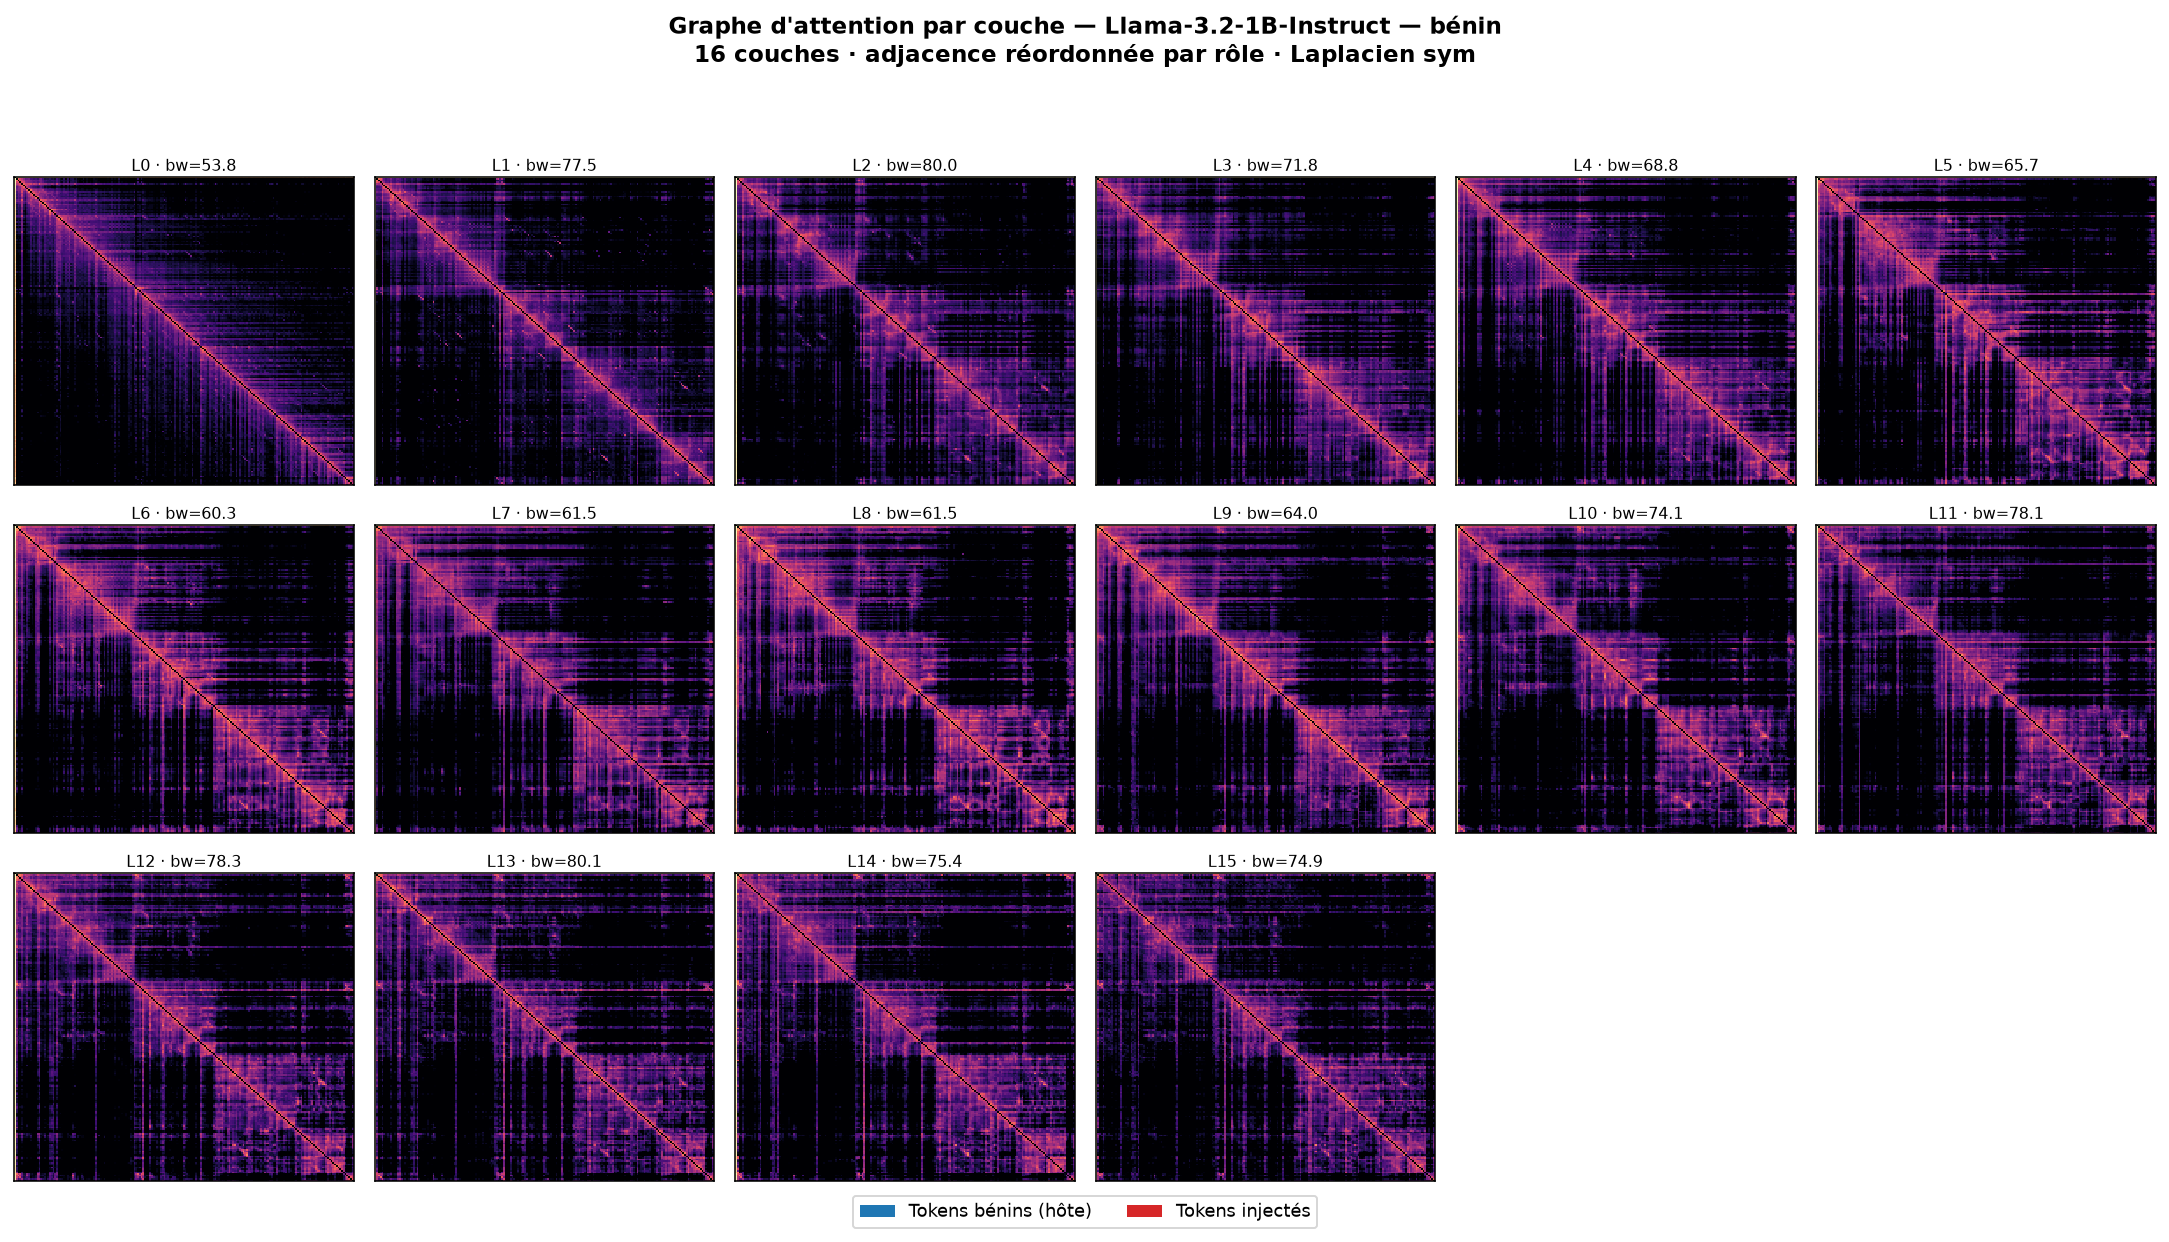 Graphe d'attention par couche — Llama-3.2-1B-Instruct — bénin
16 couches · adjacence réordonnée par rôle · Laplacien sym
L0 · bw=53.8
L1 · bw=77.5
L2 · bw=80.0
L3 · bw=71.8
L4 · bw=68.8
L5 · bw=65.7
L6 · bw=60.3
L7 · bw=61.5
L8 · bw=61.5
L9 · bw=64.0
L10 · bw=74.1
L11 · bw=78.1
L12 · bw=78.3
L13 · bw=80.1
L14 · bw=75.4
L15 · bw=74.9
Tokens bénins (hôte)
Tokens injectés